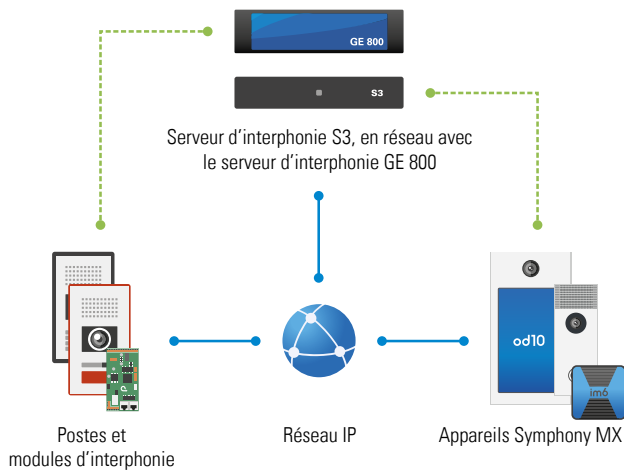 GE 800
S3
Serveur d'interphonie S3, en réseau avec
le serveur d'interphonie GE 800
od10
im6
Postes et
modules d'interphonie
Réseau IP
Appareils Symphony MX